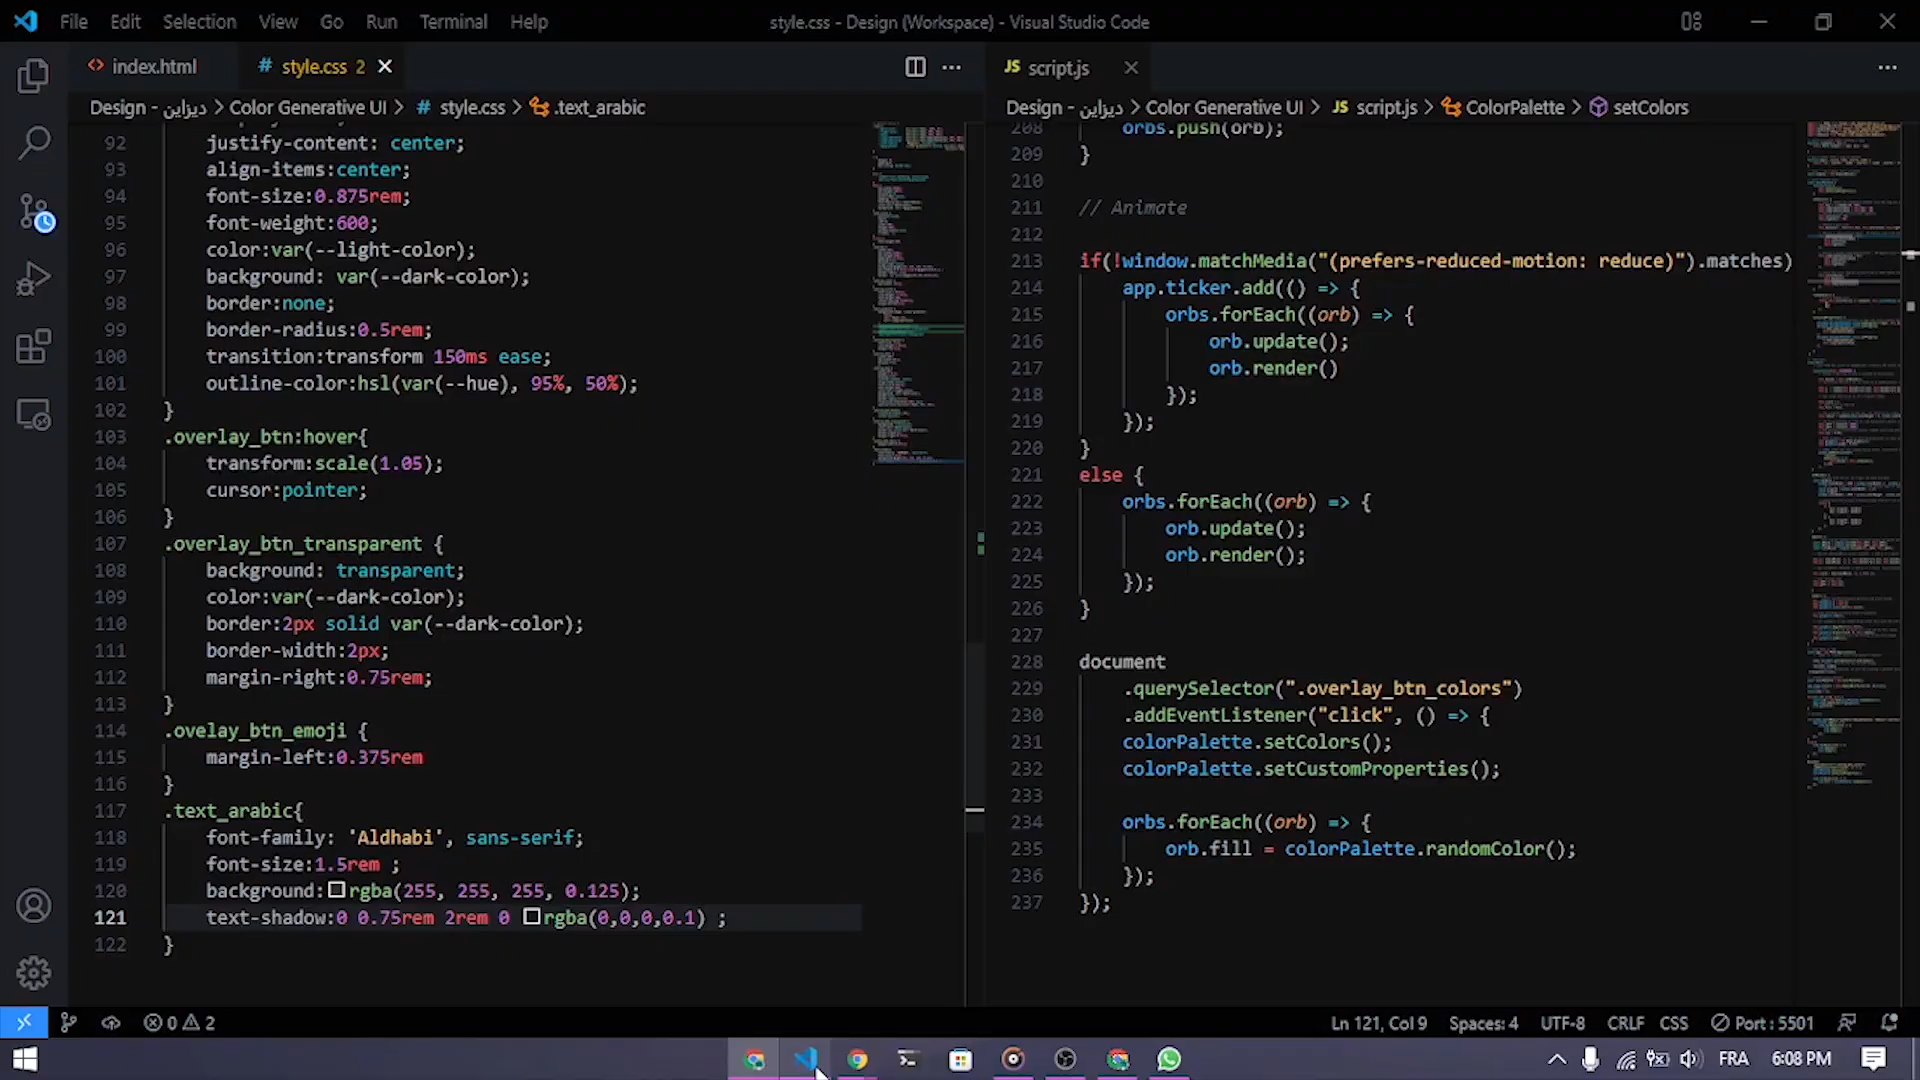 File Edit Selection View Go Run Terminal Help
style.css - Design (Workspace) - Visual Studio Code
index.html
# style.css 2
JS script.js
Design - ديزاين > Color Generative UI > # style.css > .text_arabic
92 justify-content: center;
93 align-items:center;
94 font-size:0.875rem;
95 font-weight:600;
96 color:var(--light-color);
97 background: var(--dark-color);
98 border:none;
99 border-radius:0.5rem;
100 transition:transform 150ms ease;
101 outline-color:hsl(var(--hue), 95%, 50%);
102 }
103 .overlay_btn:hover{
104 transform:scale(1.05);
105 cursor:pointer;
106 }
107 .overlay_btn_transparent {
108 background: transparent;
109 color:var(--dark-color);
110 border:2px solid var(--dark-color);
111 border-width:2px;
112 margin-right:0.75rem;
113 }
114 .ovelay_btn_emoji {
115 margin-left:0.375rem
116 }
117 .text_arabic{
118 font-family: 'Aldhabi', sans-serif;
119 font-size:1.5rem ;
120 background:rgba(255, 255, 255, 0.125);
121 text-shadow:0 0.75rem 2rem 0 rgba(0,0,0,0.1) ;
122 }
Design - ديزاين > Color Generative UI > JS script.js > ColorPalette > setColors
208 orbs.push(orb);
209 }
210
211 // Animate
212
213 if(!window.matchMedia("(prefers-reduced-motion: reduce)").matches)
214 app.ticker.add(() => {
215 orbs.forEach((orb) => {
216 orb.update();
217 orb.render()
218 });
219 });
220 }
221 else {
222 orbs.forEach((orb) => {
223 orb.update();
224 orb.render();
225 });
226 }
227
228 document
229 .querySelector(".overlay_btn_colors")
230 .addEventListener("click", () => {
231 colorPalette.setColors();
232 colorPalette.setCustomProperties();
233
234 orbs.forEach((orb) => {
235 orb.fill = colorPalette.randomColor();
236 });
237 });
0 2
Ln 121, Col 9 Spaces: 4 UTF-8 CRLF CSS Port : 5501
FRA 6:08 PM